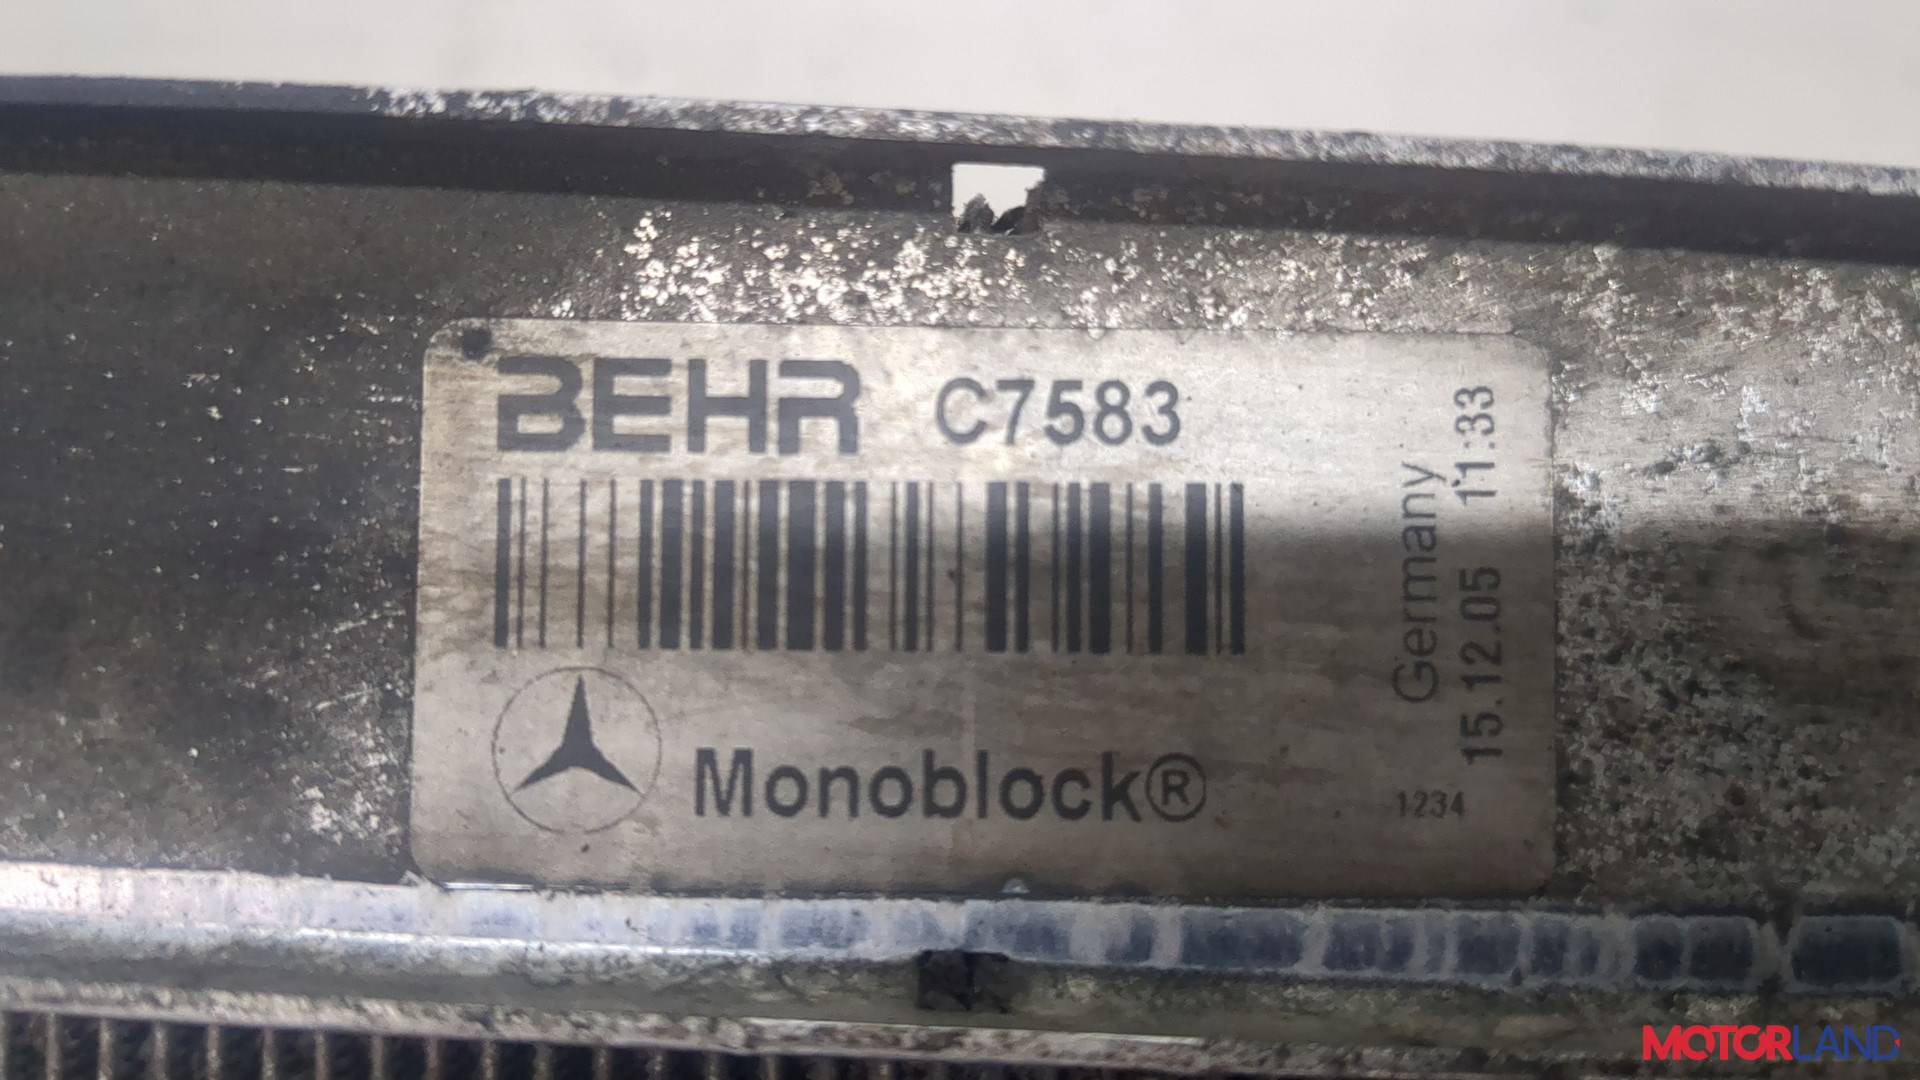 BEHR C7583
Monoblock®
Germany
15.12.05 11:33
1234
MOTORLAND